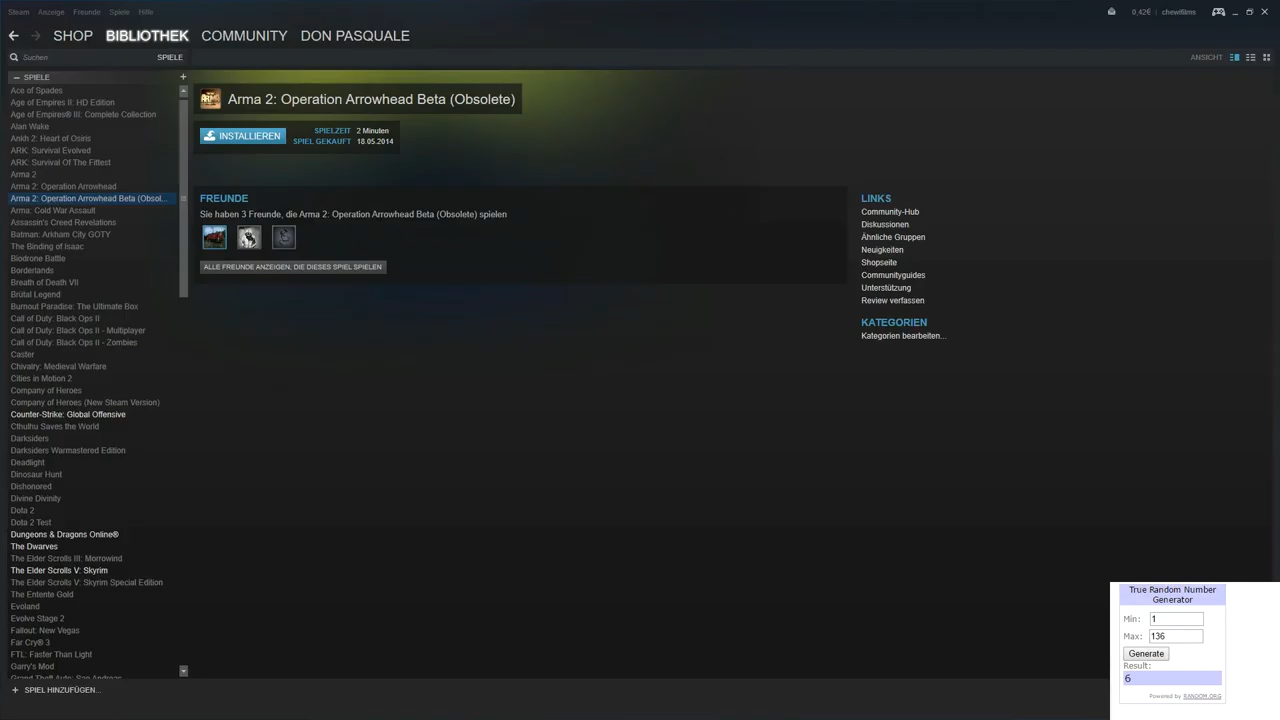 Steam Anzeige Freunde Spiele Hilfe
0,42€ | chewifilms
SHOP BIBLIOTHEK COMMUNITY DON PASQUALE
Suchen SPIELE
ANSICHT
SPIELE
Ace of Spades
Age of Empires II: HD Edition
Age of Empires® III: Complete Collection
Alan Wake
Ankh 2: Heart of Osiris
ARK: Survival Evolved
ARK: Survival Of The Fittest
Arma 2
Arma 2: Operation Arrowhead
Arma 2: Operation Arrowhead Beta (Obsol...
Arma: Cold War Assault
Assassin's Creed Revelations
Batman: Arkham City GOTY
The Binding of Isaac
Biodrone Battle
Borderlands
Breath of Death VII
Brütal Legend
Burnout Paradise: The Ultimate Box
Call of Duty: Black Ops II
Call of Duty: Black Ops II - Multiplayer
Call of Duty: Black Ops II - Zombies
Caster
Chivalry: Medieval Warfare
Cities in Motion 2
Company of Heroes
Company of Heroes (New Steam Version)
Counter-Strike: Global Offensive
Cthulhu Saves the World
Darksiders
Darksiders Warmastered Edition
Deadlight
Dinosaur Hunt
Dishonored
Divine Divinity
Dota 2
Dota 2 Test
Dungeons & Dragons Online®
The Dwarves
The Elder Scrolls III: Morrowind
The Elder Scrolls V: Skyrim
The Elder Scrolls V: Skyrim Special Edition
The Entente Gold
Evoland
Evolve Stage 2
Fallout: New Vegas
Far Cry® 3
FTL: Faster Than Light
Garry's Mod
Grand Theft Auto: San Andreas
SPIEL HINZUFÜGEN...
Arma 2: Operation Arrowhead Beta (Obsolete)
INSTALLIEREN
SPIELZEIT 2 Minuten
SPIEL GEKAUFT 18.05.2014
FREUNDE
Sie haben 3 Freunde, die Arma 2: Operation Arrowhead Beta (Obsolete) spielen
ALLE FREUNDE ANZEIGEN, DIE DIESES SPIEL SPIELEN
LINKS
Community-Hub
Diskussionen
Ähnliche Gruppen
Neuigkeiten
Shopseite
Communityguides
Unterstützung
Review verfassen
KATEGORIEN
Kategorien bearbeiten...
True Random Number
Generator
Min: 1
Max: 136
Generate
Result:
6
Powered by RANDOM.ORG